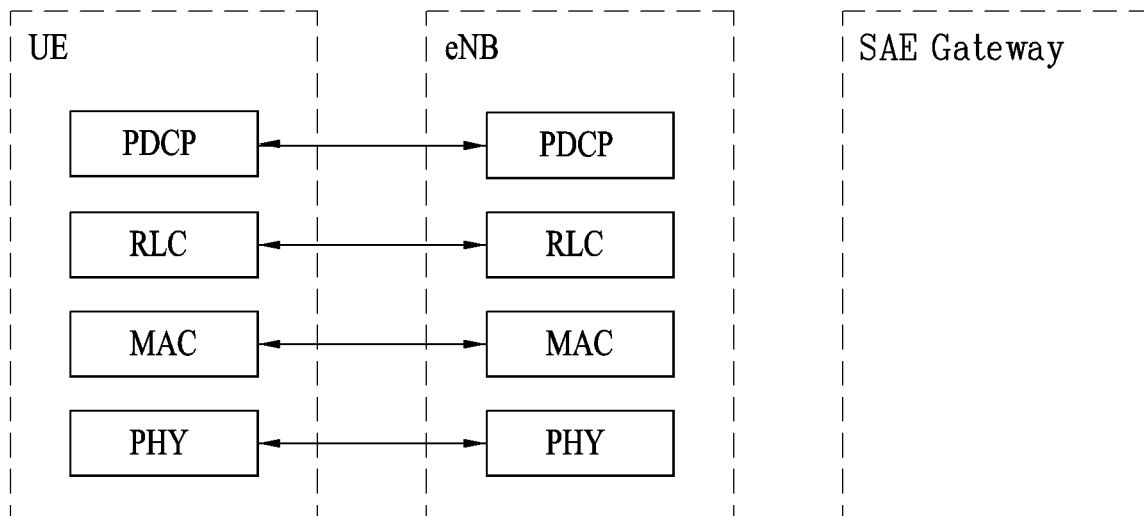 UE
eNB
SAE Gateway
PDCP
PDCP
RLC
RLC
MAC
MAC
PHY
PHY